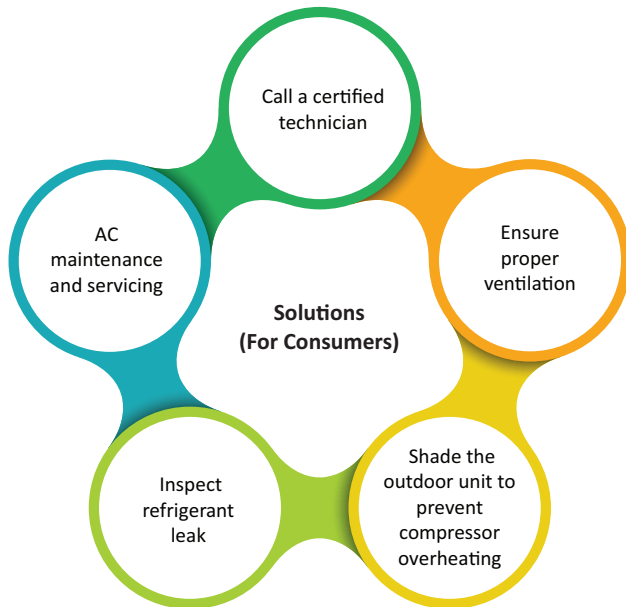 Call a certified
technician
Ensure
proper
ventilation
Shade the
outdoor unit to
prevent
compressor
overheating
Inspect
refrigerant
leak
AC
maintenance
and servicing
Solutions
(For Consumers)